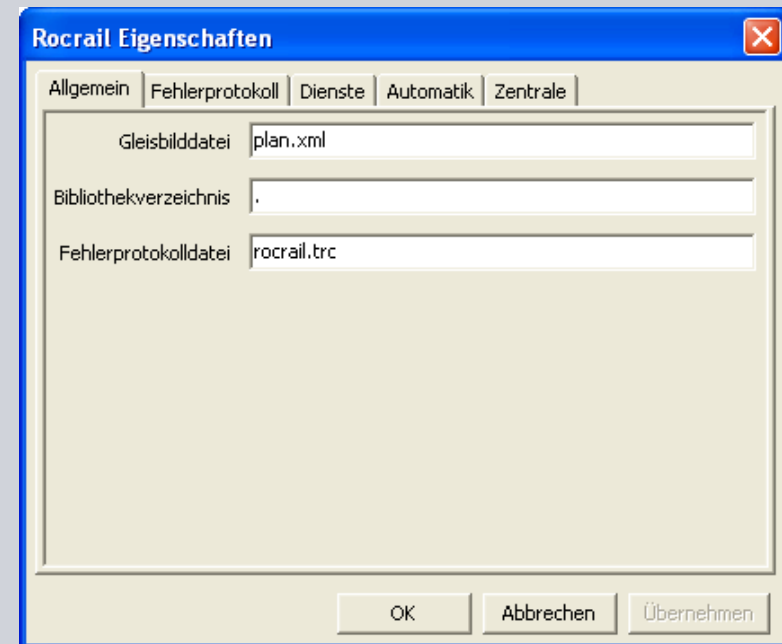 Rocrail Eigenschaften
Allgemein Fehlerprotokoll Dienste Automatik Zentrale
Gleisbilddatei plan.xml
Bibliothekverzeichnis .
Fehlerprotokolldatei rocrail.trc
OK Abbrechen Übernehmen